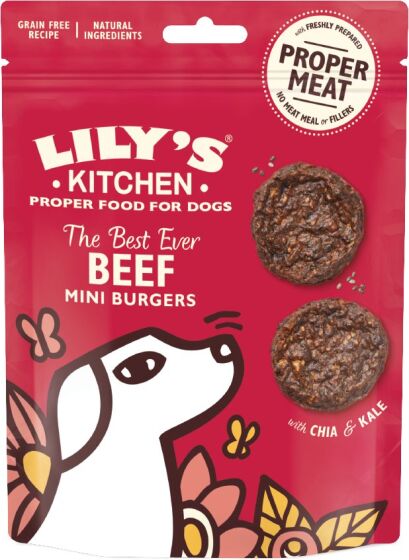 GRAIN FREE
RECIPE
NATURAL
INGREDIENTS
with FRESHLY PREPARED
PROPER
MEAT
NO MEAT MEAL or FILLERS
LILY'S®
• KITCHEN •
PROPER FOOD FOR DOGS
The Best Ever
BEEF
MINI BURGERS
with CHIA & KALE